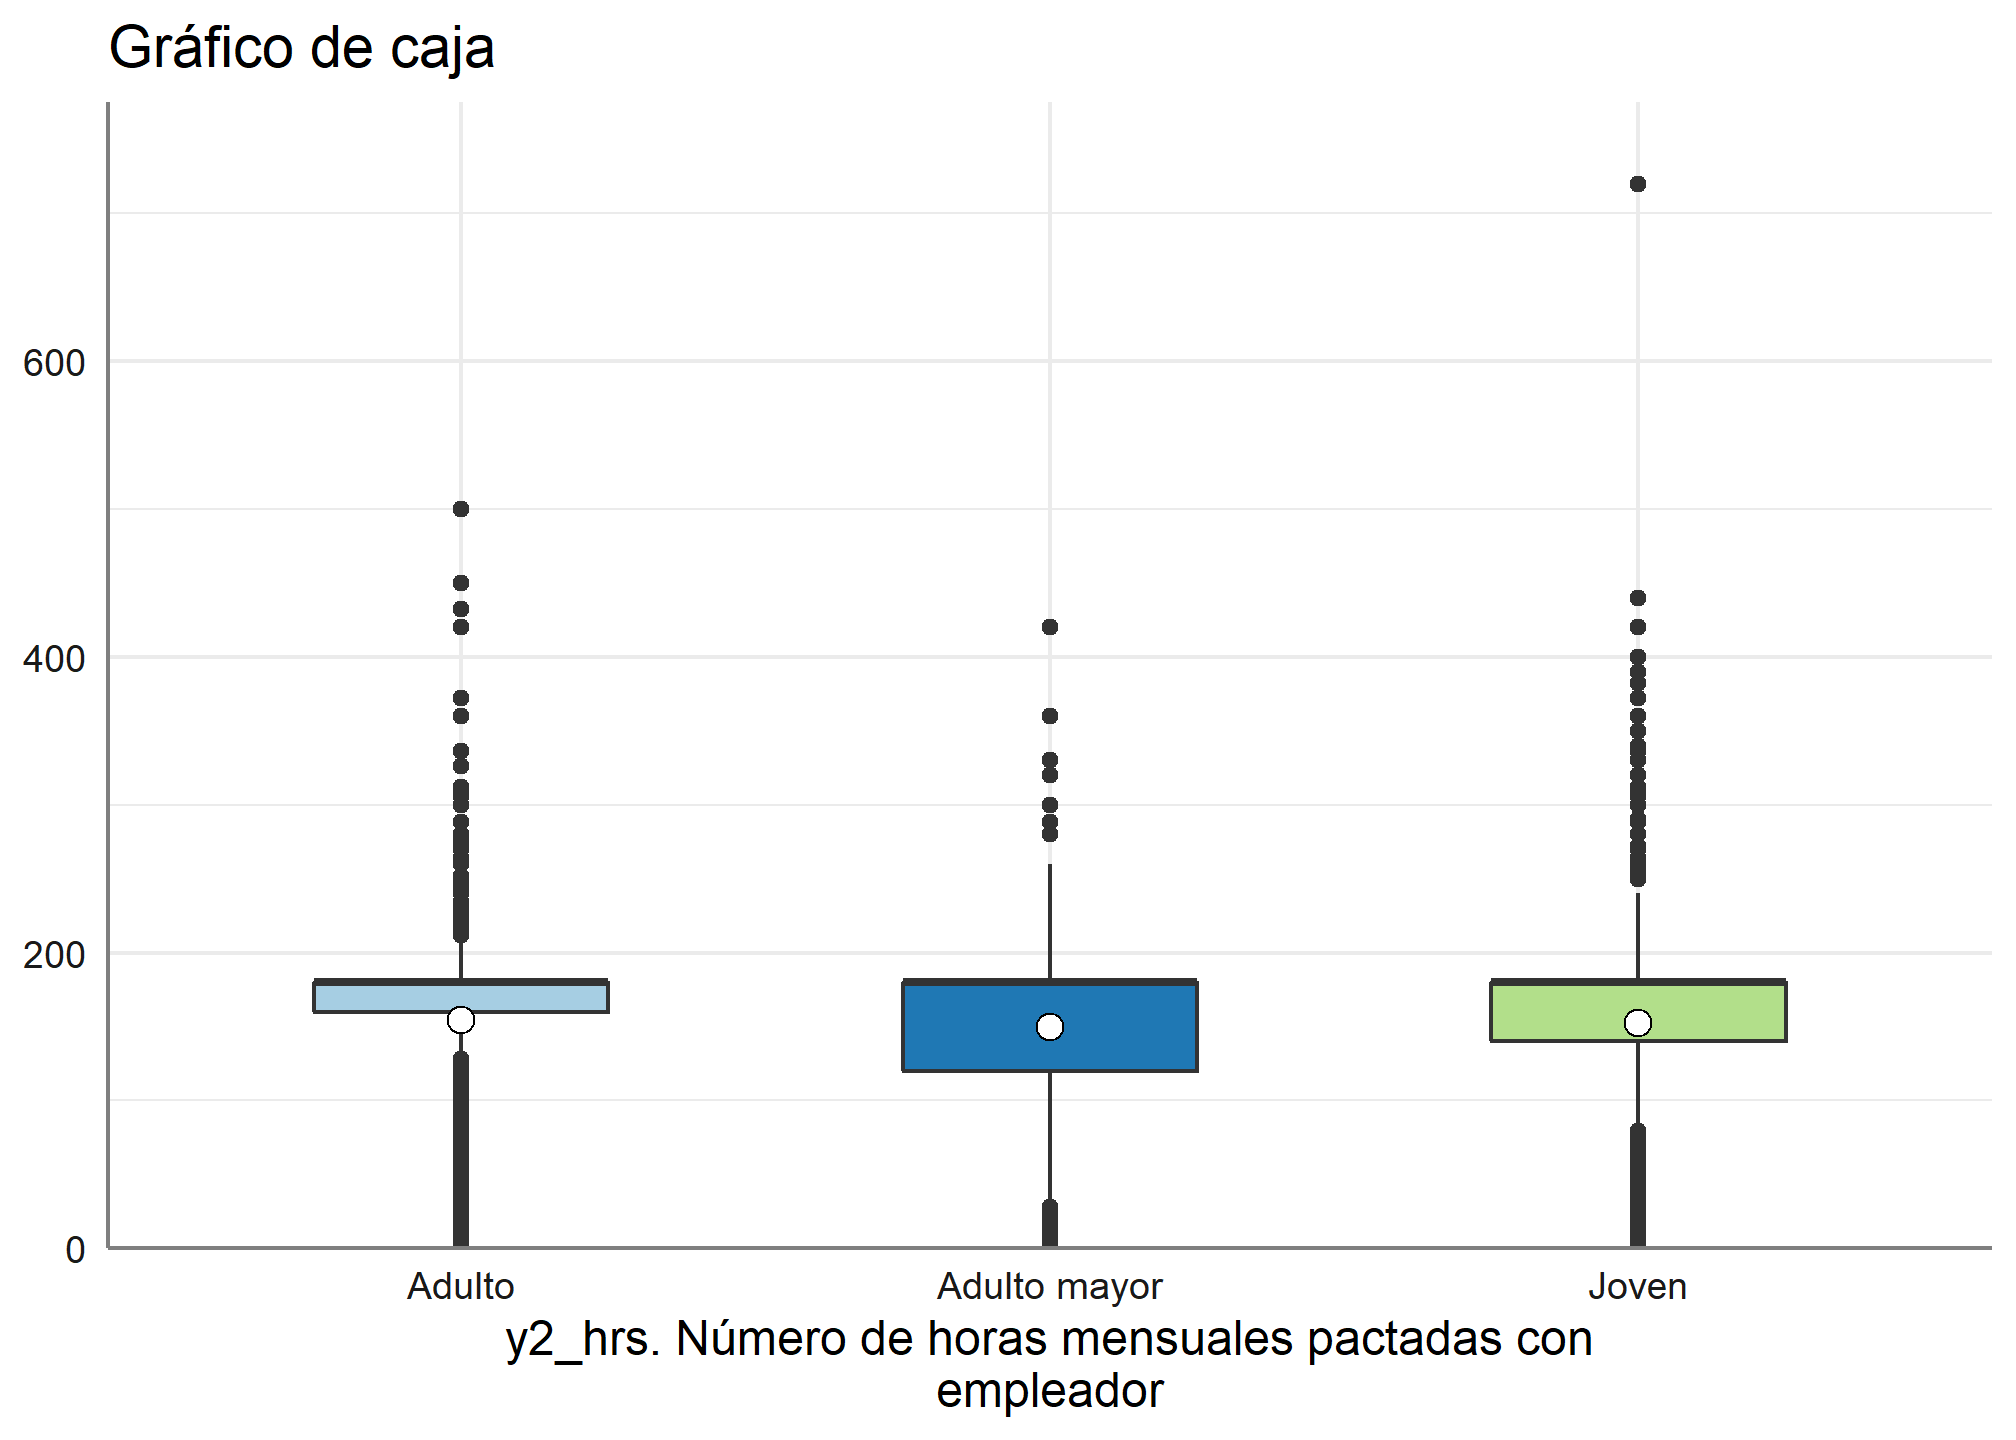 Gráfico de caja
600
400
200
0
Adulto
Adulto mayor
Joven
y2_hrs. Número de horas mensuales pactadas con
empleador